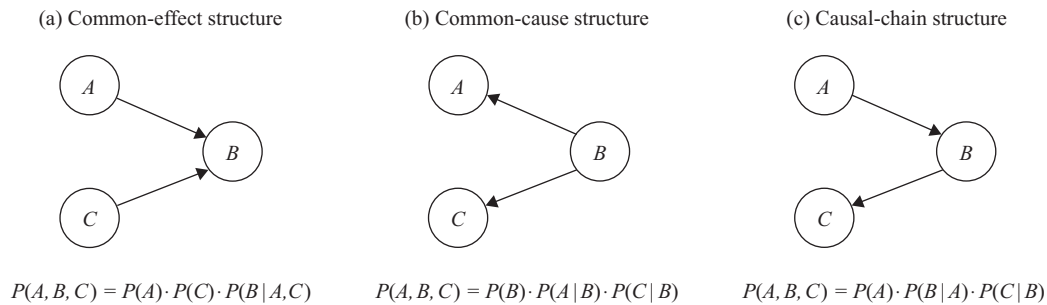 (a) Common-effect structure
A
B
C
P(A, B, C) = P(A)·P(C)·P(B|A,C)
(b) Common-cause structure
A
B
C
P(A, B, C) = P(B)·P(A|B)·P(C|B)
(c) Causal-chain structure
A
B
C
P(A, B, C) = P(A)·P(B|A)·P(C|B)